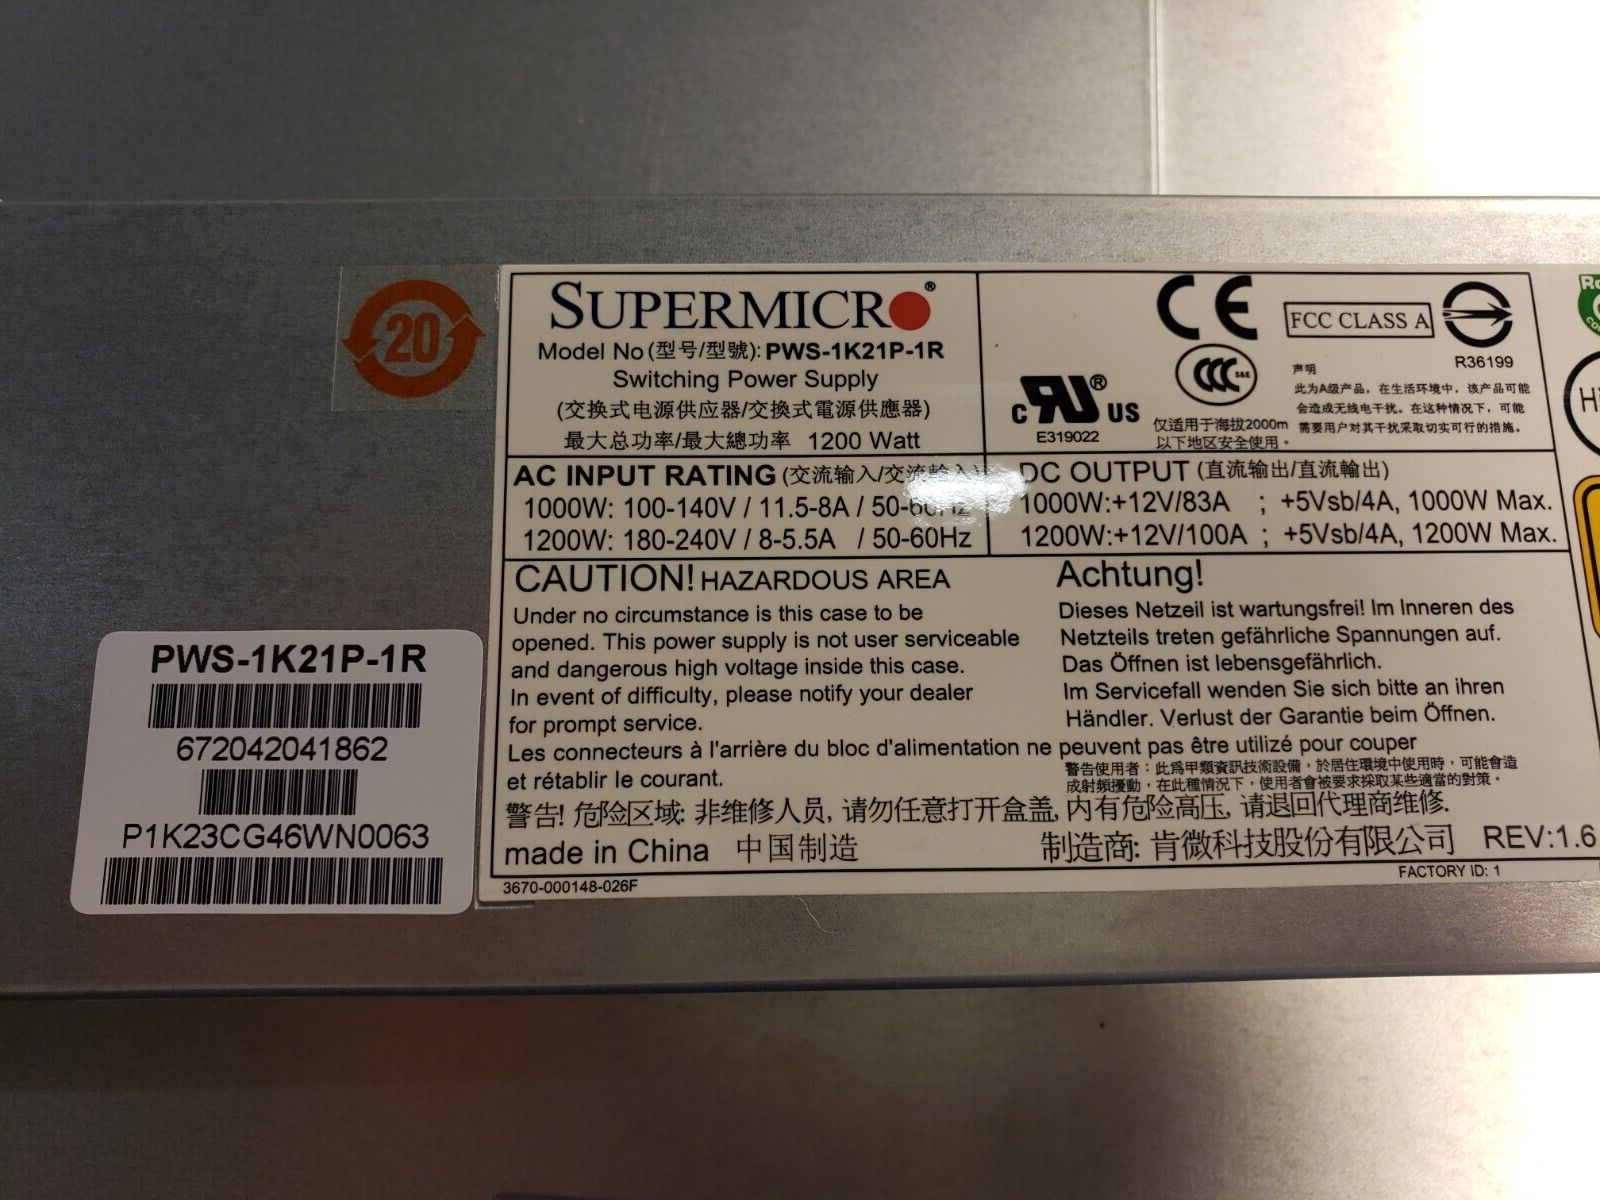 20
SUPERMICRO®
Model No(型号/型號): PWS-1K21P-1R
Switching Power Supply
(交换式电源供应器/交換式電源供應器)
最大总功率/最大總功率 1200 Watt
CE
FCC CLASS A
R36199
CCC S&E
C RU® US
E319022
仅适用于海拔2000m
以下地区安全使用。
声明
此为A级产品, 在生活环境中, 该产品可能
会造成无线电干扰。在这种情况下, 可能
需要用户对其干扰采取切实可行的措施。
AC INPUT RATING (交流输入/交流輸入)
1000W: 100-140V / 11.5-8A / 50-60Hz
1200W: 180-240V / 8-5.5A / 50-60Hz
DC OUTPUT (直流输出/直流輸出)
1000W:+12V/83A ; +5Vsb/4A, 1000W Max.
1200W:+12V/100A ; +5Vsb/4A, 1200W Max.
CAUTION! HAZARDOUS AREA
Under no circumstance is this case to be
opened. This power supply is not user serviceable
and dangerous high voltage inside this case.
In event of difficulty, please notify your dealer
for prompt service.
Achtung!
Dieses Netzeil ist wartungsfrei! Im Inneren des
Netzteils treten gefährliche Spannungen auf.
Das Öffnen ist lebensgefährlich.
Im Servicefall wenden Sie sich bitte an ihren
Händler. Verlust der Garantie beim Öffnen.
Les connecteurs à l'arrière du bloc d'alimentation ne peuvent pas être utilizé pour couper
et rétablir le courant.
警告使用者：此爲甲類資訊技術設備，於居住環境中使用時，可能會造
成射頻擾動，在此種情況下，使用者會被要求採取某些適當的對策。
警告! 危险区域: 非维修人员, 请勿任意打开盒盖, 内有危险高压, 请退回代理商维修.
made in China 中国制造
制造商: 肯微科技股份有限公司 REV:1.6
3670-000148-026F
FACTORY ID: 1
PWS-1K21P-1R
672042041862
P1K23CG46WN0063